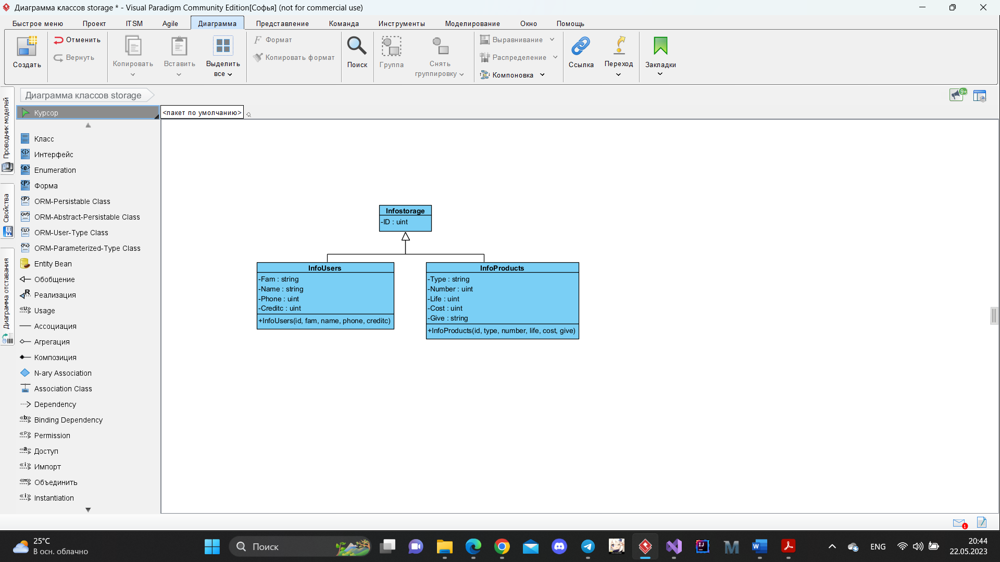 Диаграмма классов storage * - Visual Paradigm Community Edition[Софья] (not for commercial use)
Быстрое меню Проект ITSM Agile Диаграмма Представление Команда Инструменты Моделирование Окно Помощь
Создать
Отменить
Вернуть
Копировать
Вставить
Выделить
все
Формат
Копировать формат
Поиск
Группа
Снять
группировку
Выравнивание
Распределение
Компоновка
Ссылка
Переход
Закладки
Диаграмма классов storage
9+
Проводник моделей
Свойства
Диаграмма отставания
Курсор
<пакет по умолчанию>
Класс
Интерфейс
Enumeration
Форма
ORM-Persistable Class
ORM-Abstract-Persistable Class
ORM-User-Type Class
ORM-Parameterized-Type Class
Entity Bean
Обобщение
Реализация
Usage
Ассоциация
Агрегация
Композиция
N-ary Association
Association Class
Dependency
Binding Dependency
Permission
Доступ
Импорт
Объединить
Instantiation
Infostorage
-ID : uint
InfoUsers
-Fam : string
-Name : string
-Phone : uint
-Creditc : uint
+InfoUsers(id, fam, name, phone, creditc)
InfoProducts
-Type : string
-Number : uint
-Life : uint
-Cost : uint
-Give : string
+InfoProducts(id, type, number, life, cost, give)
1
25°C
В осн. облачно
Поиск
ENG
20:44
22.05.2023